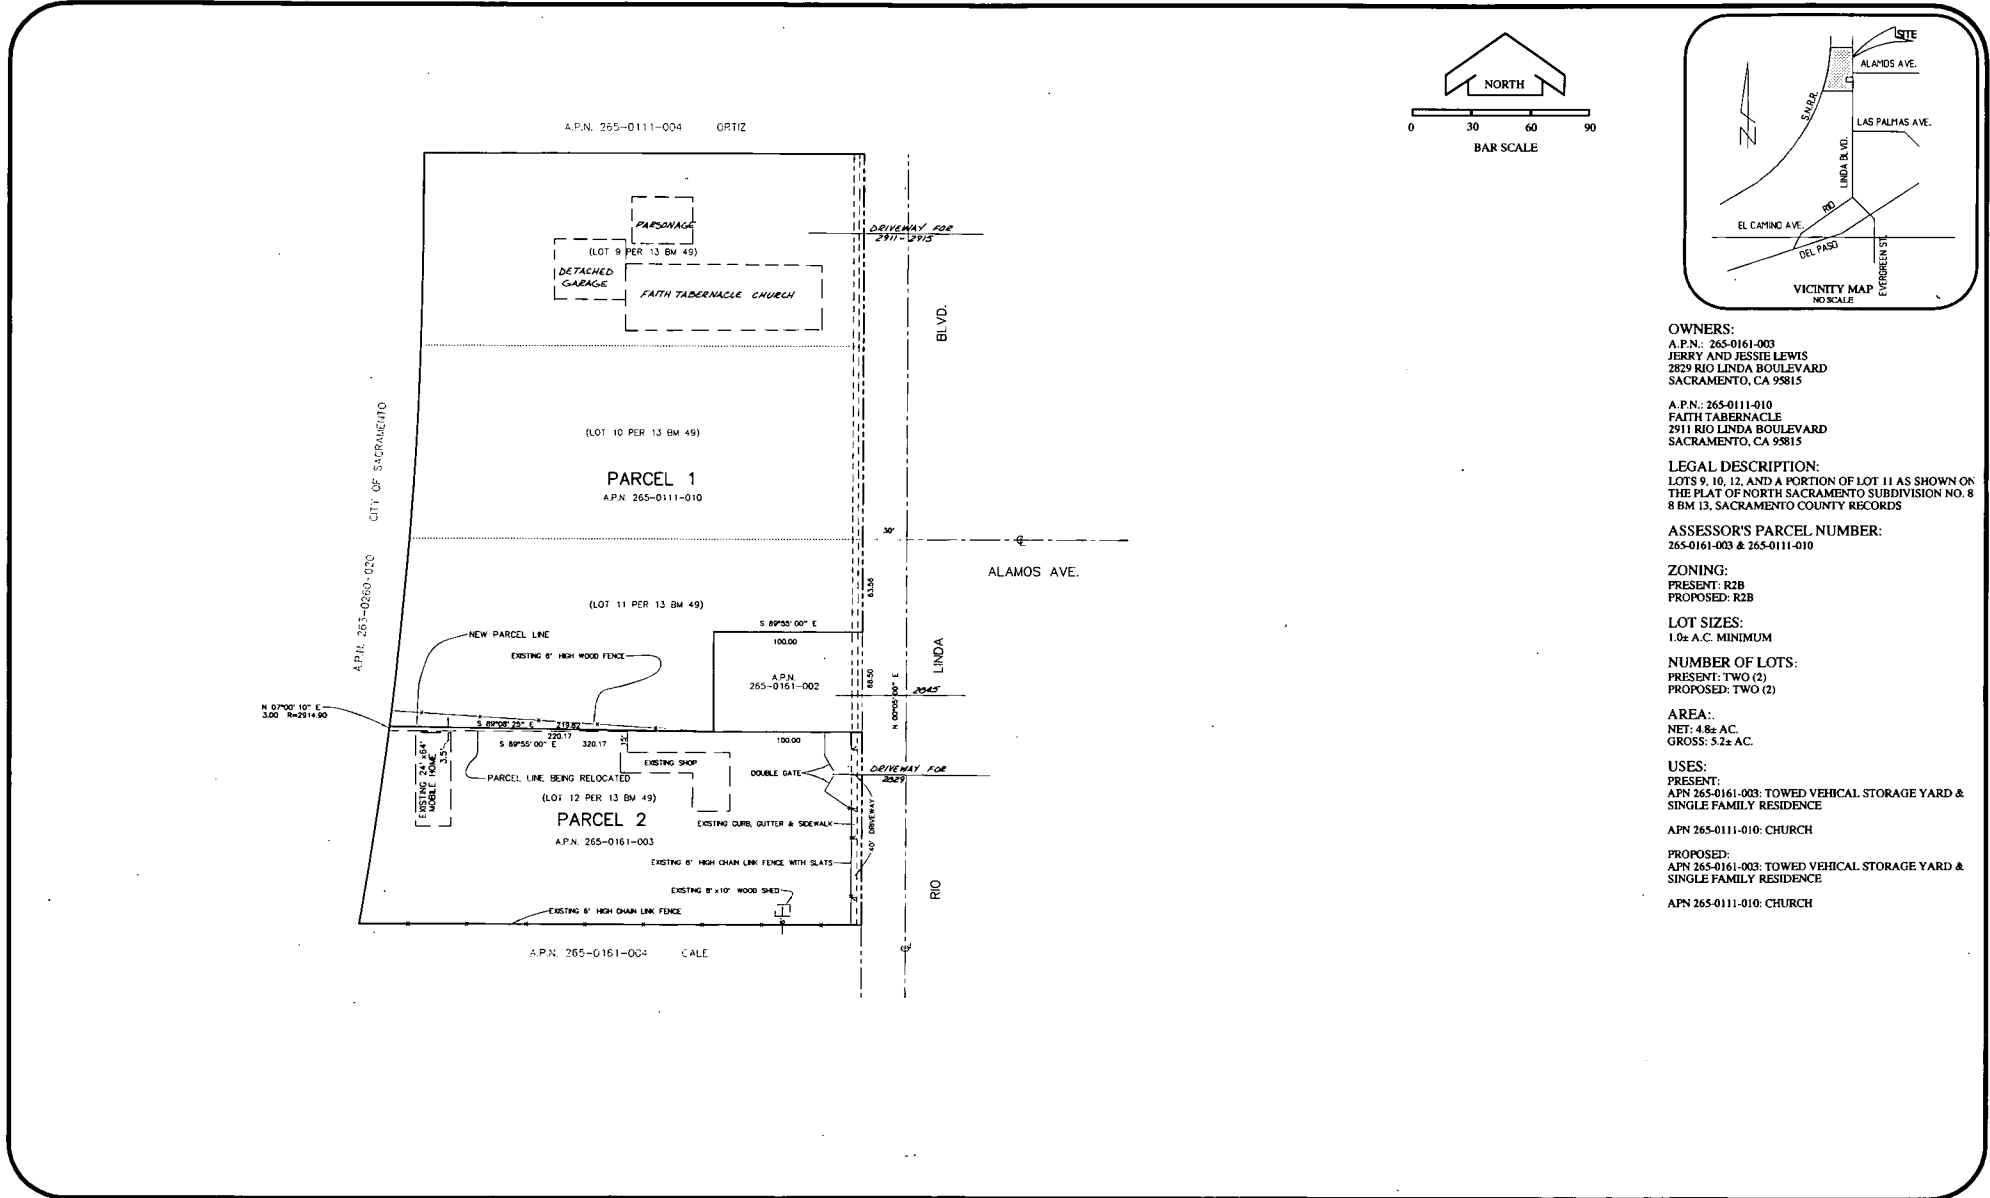 A.P.N. 265-0111-004 ORTIZ
NORTH
0 30 60 90
BAR SCALE
SITE
ALAMOS AVE.
S.N.R.R.
LAS PALMAS AVE.
LINDA BLVD.
RIO
EL CAMINO AVE.
DEL PASO
EVERGREEN ST.
N
VICINITY MAP
NO SCALE
PARSONAGE
(LOT 9 PER 13 BM 49)
DETACHED
GARAGE
FAITH TABERNACLE CHURCH
DRIVEWAY FOR
2911-2915
BLVD.
CITY OF SACRAMENTO
A.P.N. 263-0260-020
(LOT 10 PER 13 BM 49)
PARCEL 1
A.P.N. 265-0111-010
30'
ALAMOS AVE.
63.56
(LOT 11 PER 13 BM 49)
S 89°55'00" E
100.00
NEW PARCEL LINE
EXISTING 6' HIGH WOOD FENCE
A.P.N.
265-0161-002
68.50
LINDA
N 00°05'00" E
2845
N 07°00'10" E
3.00 R=2914.90
S 89°08'25" E 219.82
220.17
S 89°55'00" E 320.17
15'
100.00
3.5'
EXISTING 24'x64'
MOBILE HOME
EXISTING SHOP
PARCEL LINE BEING RELOCATED
DOUBLE GATE
DRIVEWAY FOR
2829
(LOT 12 PER 13 BM 49)
PARCEL 2
A.P.N. 265-0161-003
EXISTING CURB, GUTTER & SIDEWALK
40' DRIVEWAY
EXISTING 6' HIGH CHAIN LINK FENCE WITH SLATS
EXISTING 8'x10' WOOD SHED
EXISTING 6' HIGH CHAIN LINK FENCE
RIO
A.P.N. 265-0161-004 CALE
OWNERS:
A.P.N.: 265-0161-003
JERRY AND JESSIE LEWIS
2829 RIO LINDA BOULEVARD
SACRAMENTO, CA 95815
A.P.N.: 265-0111-010
FAITH TABERNACLE
2911 RIO LINDA BOULEVARD
SACRAMENTO, CA 95815
LEGAL DESCRIPTION:
LOTS 9, 10, 12, AND A PORTION OF LOT 11 AS SHOWN ON
THE PLAT OF NORTH SACRAMENTO SUBDIVISION NO. 8
8 BM 13, SACRAMENTO COUNTY RECORDS
ASSESSOR'S PARCEL NUMBER:
265-0161-003 & 265-0111-010
ZONING:
PRESENT: R2B
PROPOSED: R2B
LOT SIZES:
1.0± A.C. MINIMUM
NUMBER OF LOTS:
PRESENT: TWO (2)
PROPOSED: TWO (2)
AREA:.
NET: 4.8± AC.
GROSS: 5.2± AC.
USES:
PRESENT:
APN 265-0161-003: TOWED VEHICAL STORAGE YARD &
SINGLE FAMILY RESIDENCE
APN 265-0111-010: CHURCH
PROPOSED:
APN 265-0161-003: TOWED VEHICAL STORAGE YARD &
SINGLE FAMILY RESIDENCE
APN 265-0111-010: CHURCH